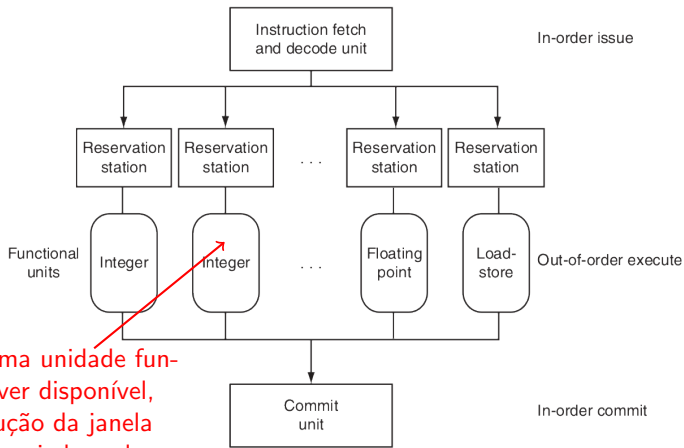 Instruction fetch
and decode unit
In-order issue
Reservation
station
Reservation
station
. . .
Reservation
station
Reservation
station
Functional
units
Integer
Integer
. . .
Floating
point
Load-
store
Out-of-order execute
ma unidade fun-
ver disponível,
ução da janela
Commit
unit
In-order commit